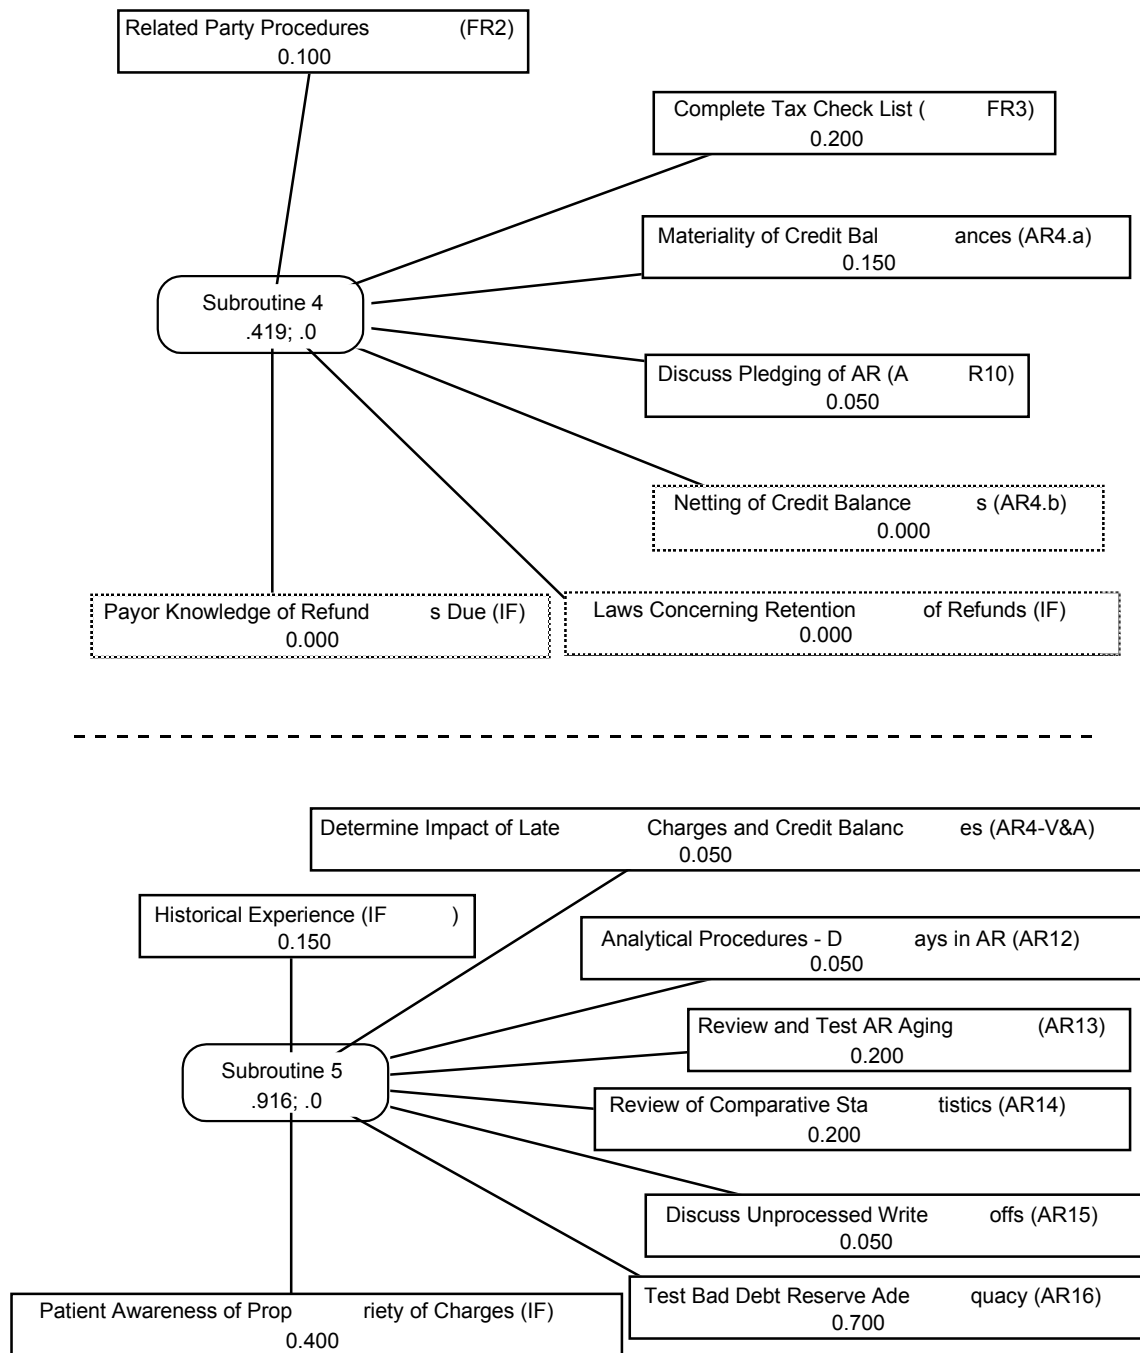 Related Party Procedures (FR2)
0.100
Complete Tax Check List ( FR3)
0.200
Materiality of Credit Bal ances (AR4.a)
0.150
Subroutine 4
.419; .0
Discuss Pledging of AR (A R10)
0.050
Netting of Credit Balance s (AR4.b)
0.000
Payor Knowledge of Refund s Due (IF)
0.000
Laws Concerning Retention of Refunds (IF)
0.000
Determine Impact of Late Charges and Credit Balanc es (AR4-V&A)
0.050
Historical Experience (IF )
0.150
Analytical Procedures - D ays in AR (AR12)
0.050
Review and Test AR Aging (AR13)
0.200
Subroutine 5
.916; .0
Review of Comparative Sta tistics (AR14)
0.200
Discuss Unprocessed Write offs (AR15)
0.050
Test Bad Debt Reserve Ade quacy (AR16)
0.700
Patient Awareness of Prop riety of Charges (IF)
0.400